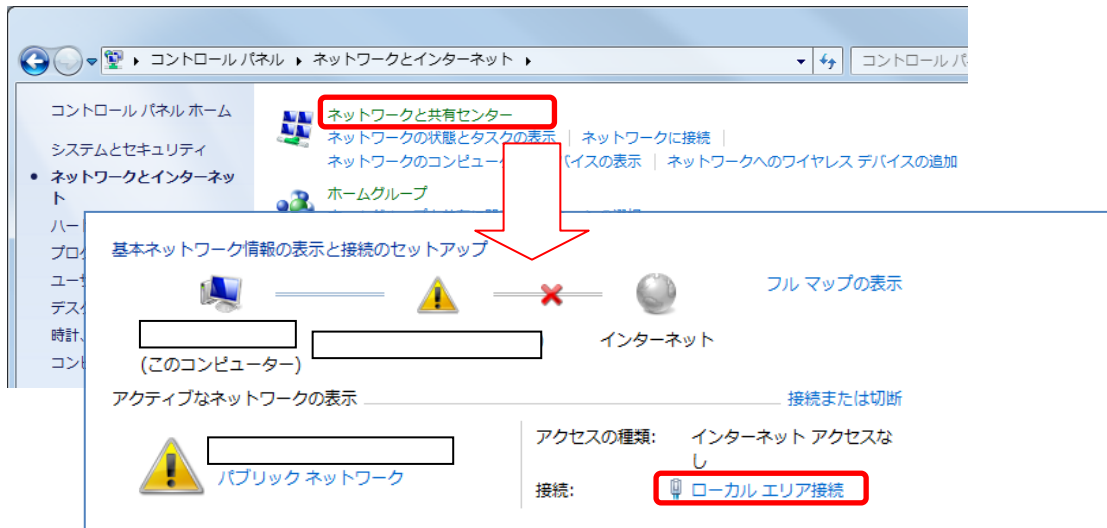 コントロール パネル ▸ ネットワークとインターネット ▸
コントロール パ
コントロール パネル ホーム
システムとセキュリティ
• ネットワークとインターネッ
ト
ハー
プロ
ユー
デスク
時計、
コン
ネットワークと共有センター
ネットワークの状態とタスクの表示 | ネットワークに接続
ネットワークのコンピュー バイスの表示 | ネットワークへのワイヤレス デバイスの追加
ホームグループ
基本ネットワーク情報の表示と接続のセットアップ
フル マップの表示
(このコンピューター)
インターネット
アクティブなネットワークの表示
接続または切断
パブリック ネットワーク
アクセスの種類: インターネット アクセスな
し
接続: ローカル エリア接続